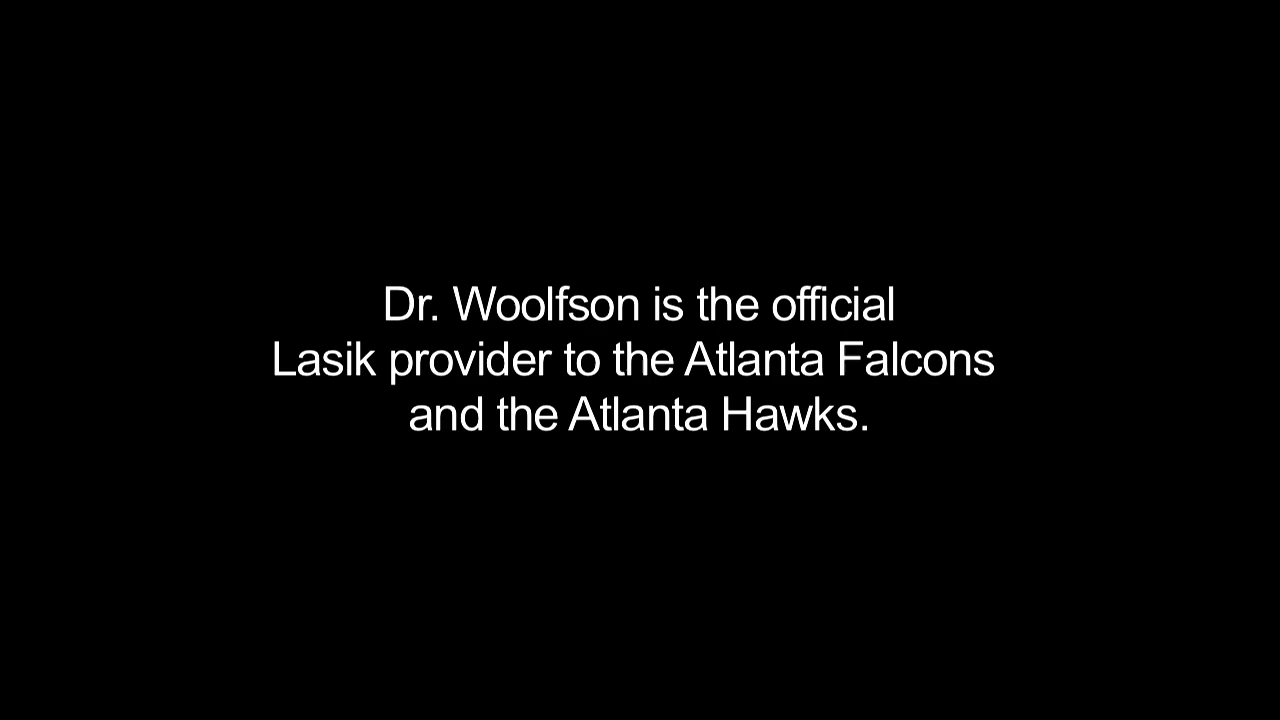 Dr. Woolfson is the official
Lasik provider to the Atlanta Falcons
and the Atlanta Hawks.